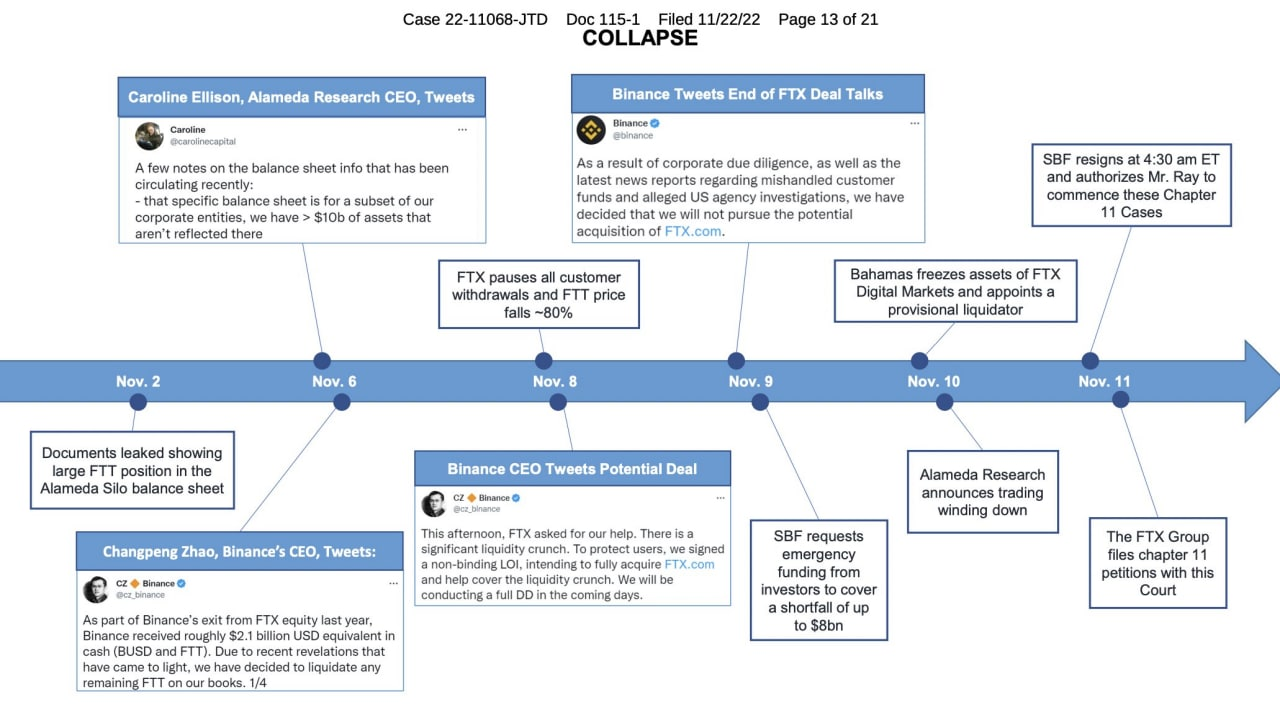 Case 22-11068-JTD Doc 115-1 Filed 11/22/22 Page 13 of 21
COLLAPSE
Caroline Ellison, Alameda Research CEO, Tweets
Caroline
@carolinecapital
...
A few notes on the balance sheet info that has been
circulating recently:
- that specific balance sheet is for a subset of our
corporate entities, we have > $10b of assets that
aren't reflected there
Binance Tweets End of FTX Deal Talks
Binance
@binance
...
As a result of corporate due diligence, as well as the
latest news reports regarding mishandled customer
funds and alleged US agency investigations, we have
decided that we will not pursue the potential
acquisition of FTX.com.
SBF resigns at 4:30 am ET
and authorizes Mr. Ray to
commence these Chapter
11 Cases
FTX pauses all customer
withdrawals and FTT price
falls ~80%
Bahamas freezes assets of FTX
Digital Markets and appoints a
provisional liquidator
Nov. 2
Nov. 6
Nov. 8
Nov. 9
Nov. 10
Nov. 11
Documents leaked showing
large FTT position in the
Alameda Silo balance sheet
Changpeng Zhao, Binance's CEO, Tweets:
CZ Binance
@cz_binance
...
As part of Binance's exit from FTX equity last year,
Binance received roughly $2.1 billion USD equivalent in
cash (BUSD and FTT). Due to recent revelations that
have came to light, we have decided to liquidate any
remaining FTT on our books. 1/4
Binance CEO Tweets Potential Deal
CZ Binance
@cz_binance
...
This afternoon, FTX asked for our help. There is a
significant liquidity crunch. To protect users, we signed
a non-binding LOI, intending to fully acquire FTX.com
and help cover the liquidity crunch. We will be
conducting a full DD in the coming days.
SBF requests
emergency
funding from
investors to cover
a shortfall of up
to $8bn
Alameda Research
announces trading
winding down
The FTX Group
files chapter 11
petitions with this
Court